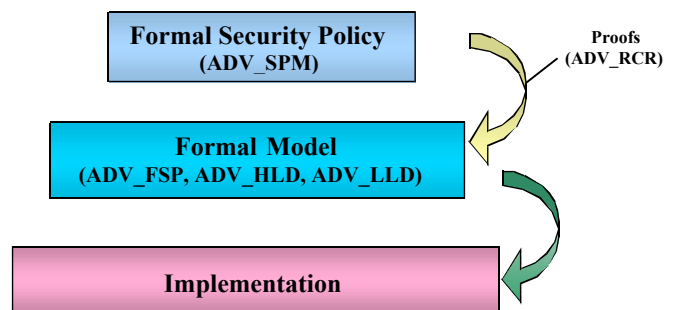 Formal Security Policy
(ADV_SPM)
Proofs
(ADV_RCR)
Formal Model
(ADV_FSP, ADV_HLD, ADV_LLD)
Implementation